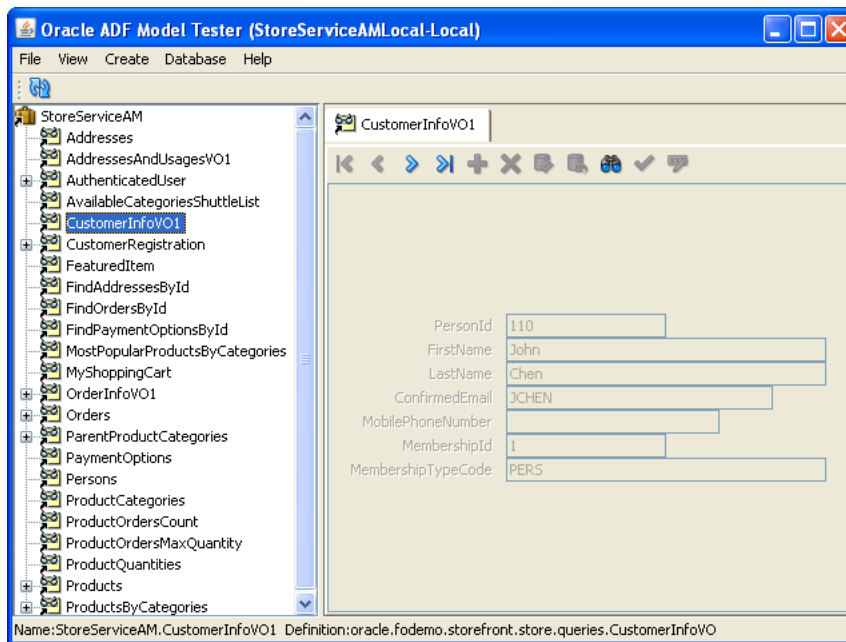 Oracle ADF Model Tester (StoreServiceAMLocal-Local)
File View Create Database Help
StoreServiceAM
Addresses
AddressesAndUsagesVO1
AuthenticatedUser
AvailableCategoriesShuttleList
CustomerInfoVO1
CustomerRegistration
FeaturedItem
FindAddressesById
FindOrdersById
FindPaymentOptionsById
MostPopularProductsByCategories
MyShoppingCart
OrderInfoVO1
Orders
ParentProductCategories
PaymentOptions
Persons
ProductCategories
ProductOrdersCount
ProductOrdersMaxQuantity
ProductQuantities
Products
ProductsByCategories
CustomerInfoVO1
PersonId 110
FirstName John
LastName Chen
ConfirmedEmail JCHEN
MobilePhoneNumber
MembershipId 1
MembershipTypeCode PERS
Name:StoreServiceAM.CustomerInfoVO1 Definition:oracle.fodemo.storefront.store.queries.CustomerInfoVO